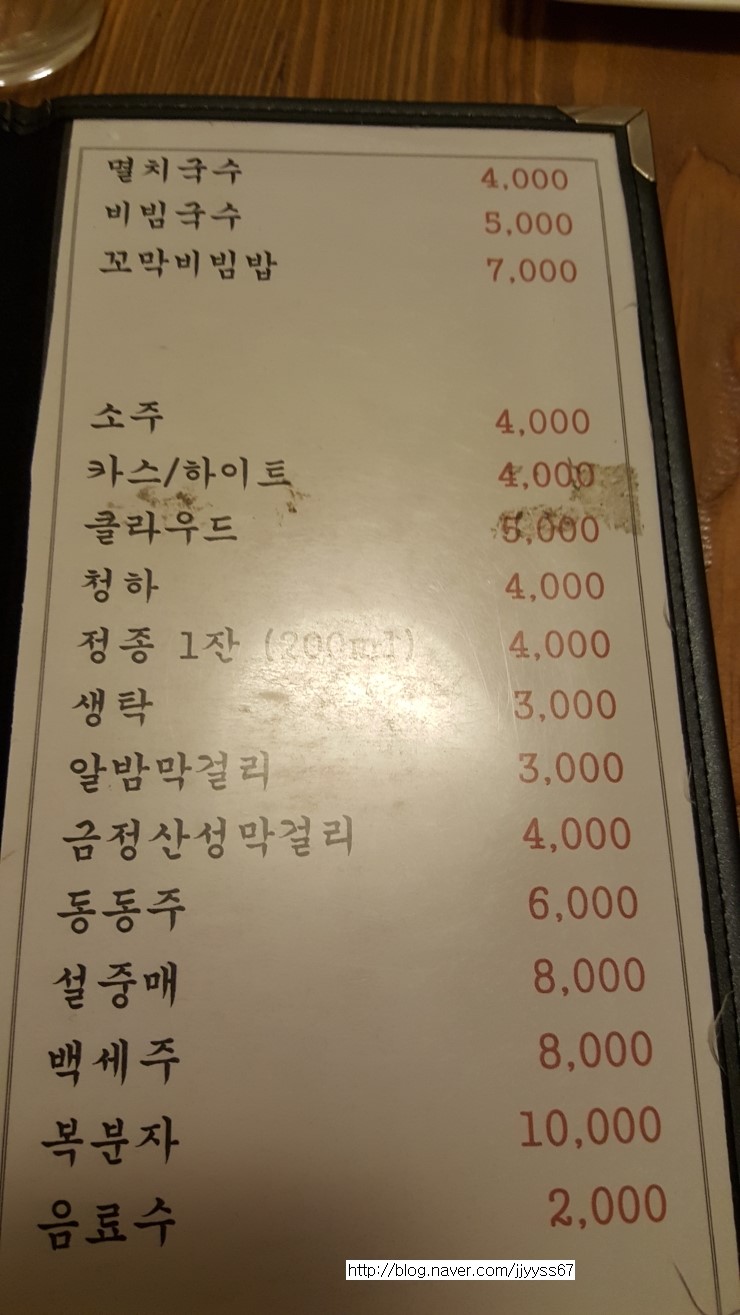 멸치국수 4,000
비빔국수 5,000
꼬막비빔밥 7,000
소주 4,000
카스/하이트 4,000
클라우드 5,000
청하 4,000
정종 1잔 (200ml) 4,000
생탁 3,000
알밤막걸리 3,000
금정산성막걸리 4,000
동동주 6,000
설중매 8,000
백세주 8,000
복분자 10,000
음료수 2,000
http://blog.naver.com/jjyyss67